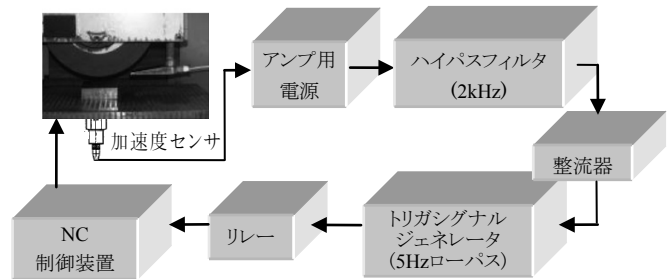 アンプ用
電源
ハイパスフィルタ
(2kHz)
加速度センサ
整流器
トリガシグナル
ジェネレータ
(5Hzローパス)
リレー
NC
制御装置